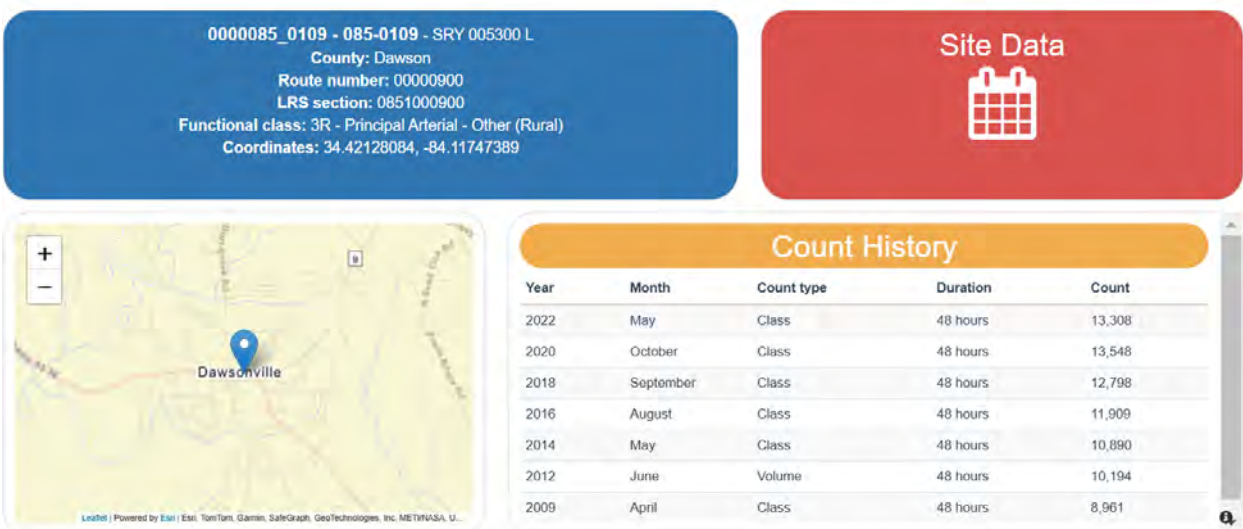 0000085_0109 - 085-0109 - SRY 005300 L
County: Dawson
Route number: 00000900
LRS section: 0851000900
Functional class: 3R - Principal Arterial - Other (Rural)
Coordinates: 34.42128084, -84.11747389
Site Data
+
−
9
Dawsonville
Leaflet | Powered by Esri | Esri, TomTom, Garmin, SafeGraph, GeoTechnologies, Inc, METI/NASA, U...
Count History
Year Month Count type Duration Count
2022 May Class 48 hours 13,308
2020 October Class 48 hours 13,548
2018 September Class 48 hours 12,798
2016 August Class 48 hours 11,909
2014 May Class 48 hours 10,890
2012 June Volume 48 hours 10,194
2009 April Class 48 hours 8,961